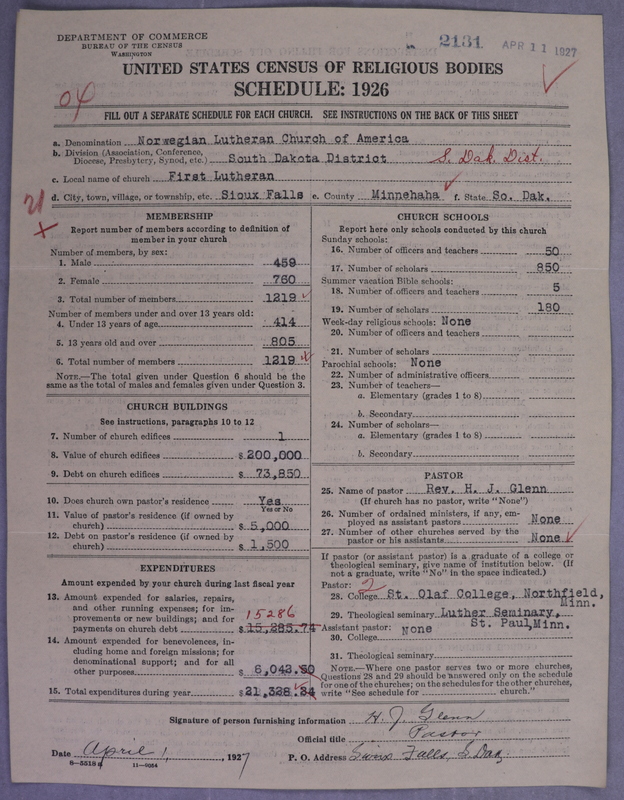 DEPARTMENT OF COMMERCE
BUREAU OF THE CENSUS
WASHINGTON
2131 APR 11 1927
UNITED STATES CENSUS OF RELIGIOUS BODIES
SCHEDULE: 1926
04
FILL OUT A SEPARATE SCHEDULE FOR EACH CHURCH. SEE INSTRUCTIONS ON THE BACK OF THIS SHEET
a. Denomination Norwegian Lutheran Church of America
b. Division (Association, Conference, Diocese, Presbytery, Synod, etc.) South Dakota District S. Dak. Dist.
c. Local name of church First Lutheran
d. City, town, village, or township, etc. Sioux Falls e. County Minnehaha f. State So. Dak.
21
MEMBERSHIP
Report number of members according to definition of
member in your church
Number of members, by sex:
1. Male 459
2. Female 760
3. Total number of members 1219
Number of members under and over 13 years old:
4. Under 13 years of age 414
5. 13 years old and over 805
6. Total number of members 1219
NOTE.—The total given under Question 6 should be the
same as the total of males and females given under Question 3.
CHURCH BUILDINGS
See instructions, paragraphs 10 to 12
7. Number of church edifices 1
8. Value of church edifices $200,000
9. Debt on church edifices $ 73,850
10. Does church own pastor's residence Yes
Yes or No
11. Value of pastor's residence (if owned by
church) $ 5,000
12. Debt on pastor's residence (if owned by
church) $ 1,500
EXPENDITURES
Amount expended by your church during last fiscal year
13. Amount expended for salaries, repairs,
and other running expenses; for im-
provements or new buildings; and for 15286
payments on church debt $ 15,285.74
14. Amount expended for benevolences, in-
cluding home and foreign missions; for
denominational support; and for all
other purposes $ 6,042.50
15. Total expenditures during year $21,328.24
CHURCH SCHOOLS
Report here only schools conducted by this church
Sunday schools:
16. Number of officers and teachers 50
17. Number of scholars 850
Summer vacation Bible schools:
18. Number of officers and teachers 5
19. Number of scholars 180
Week-day religious schools: None
20. Number of officers and teachers
21. Number of scholars
Parochial schools: None
22. Number of administrative officers
23. Number of teachers—
a. Elementary (grades 1 to 8)
b. Secondary
24. Number of scholars—
a. Elementary (grades 1 to 8)
b. Secondary
PASTOR
25. Name of pastor Rev. H. J. Glenn
(If church has no pastor, write "None")
26. Number of ordained ministers, if any, em-
ployed as assistant pastors None
27. Number of other churches served by the
pastor or his assistants None
If pastor (or assistant pastor) is a graduate of a college or
theological seminary, give name of institution below. (If
not a graduate, write "No" in the space indicated.)
Pastor: 2
28. College St. Olaf College, Northfield,
Minn.
29. Theological seminary Luther Seminary,
Assistant pastor: None St. Paul, Minn.
30. College
31. Theological seminary
NOTE.—Where one pastor serves two or more churches,
Questions 28 and 29 should be answered only on the schedule
for one of the churches; on the schedules for the other churches,
write "See schedule for church."
Signature of person furnishing information H. J. Glenn
Official title Pastor
Date April 1, 1927 P. O. Address Sioux Falls, S. Dak.
8—5518 11—9064